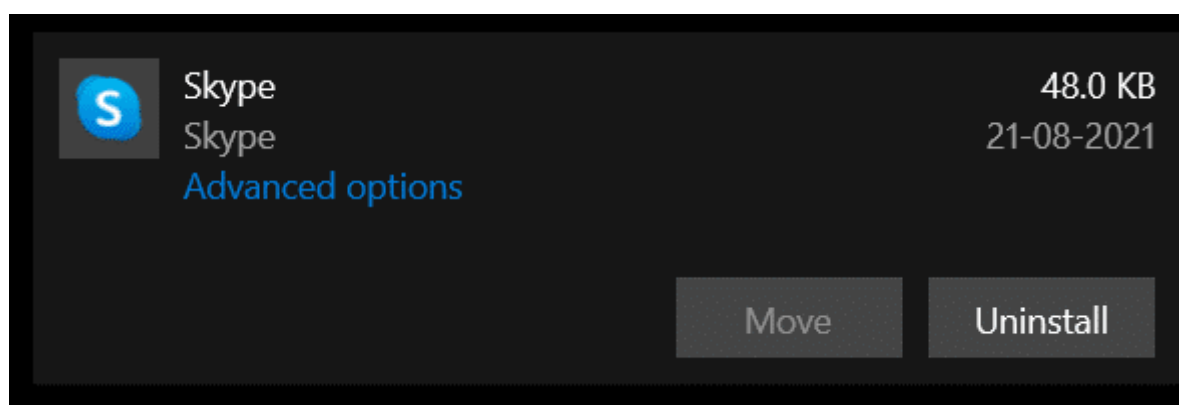 S
Skype
48.0 KB
Skype
21-08-2021
Advanced options
Move
Uninstall